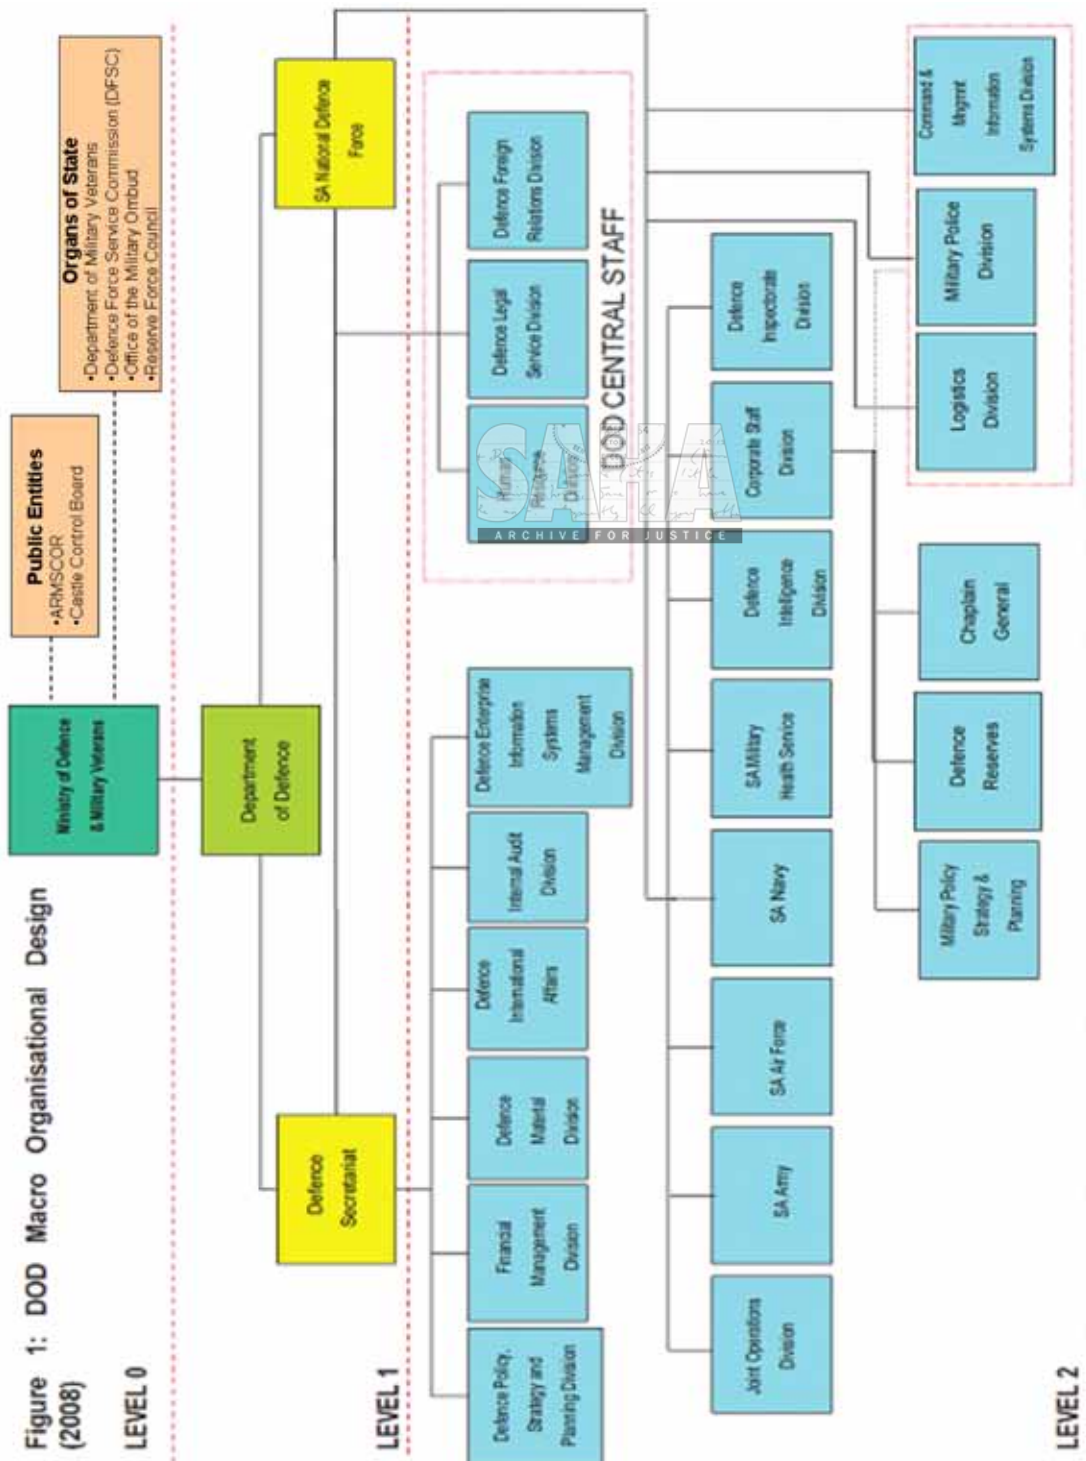 Figure 1: DOD Macro Organisational Design
(2008)
LEVEL 0
Ministry of Defence
& Military Veterans
Public Entities
•ARMSCOR
•Castle Control Board
Organs of State
•Department of Military Veterans
•Defence Force Service Commission (DFSC)
•Office of the Military Ombud
•Reserve Force Council
Department
of Defence
LEVEL 1
Defence
Secretariat
SA National Defence
Force
Defence Policy,
Strategy and
Planning Division
Financial
Management
Division
Defence
Material
Division
Defence
International
Affairs
Internal Audit
Division
Defence Enterprise
Information
Systems
Management
Division
Human
Resource
Division
Defence Legal
Service Division
Defence Foreign
Relations Division
DOD CENTRAL STAFF
SAHA
ARCHIVE FOR JUSTICE
Joint Operations
Division
SA Army
SA Air Force
SA Navy
SA Military
Health Service
Defence
Intelligence
Division
Corporate Staff
Division
Defence
Inspectorate
Division
Military Policy
Strategy &
Planning
Defence
Reserves
Chaplain
General
Logistics
Division
Military Police
Division
Command &
Mngmnt
Information
Systems Division
LEVEL 2